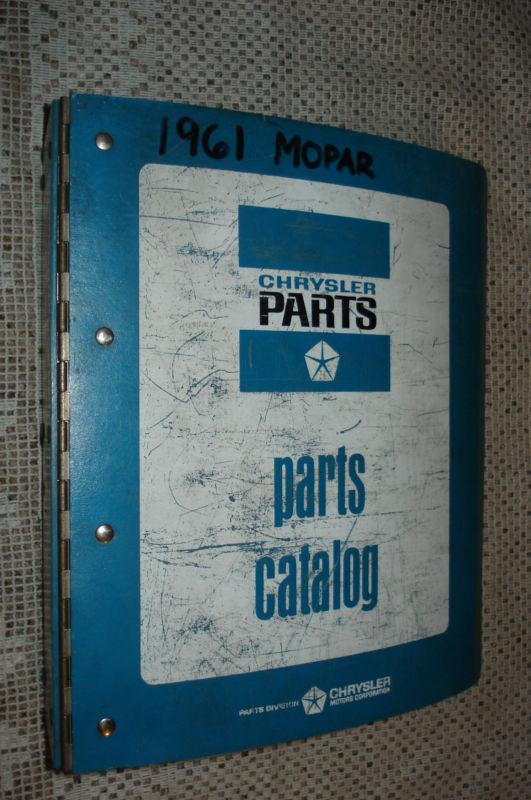 1961 MOPAR
CHRYSLER
PARTS
parts
catalog
PARTS DIVISION CHRYSLER
MOTORS CORPORATION